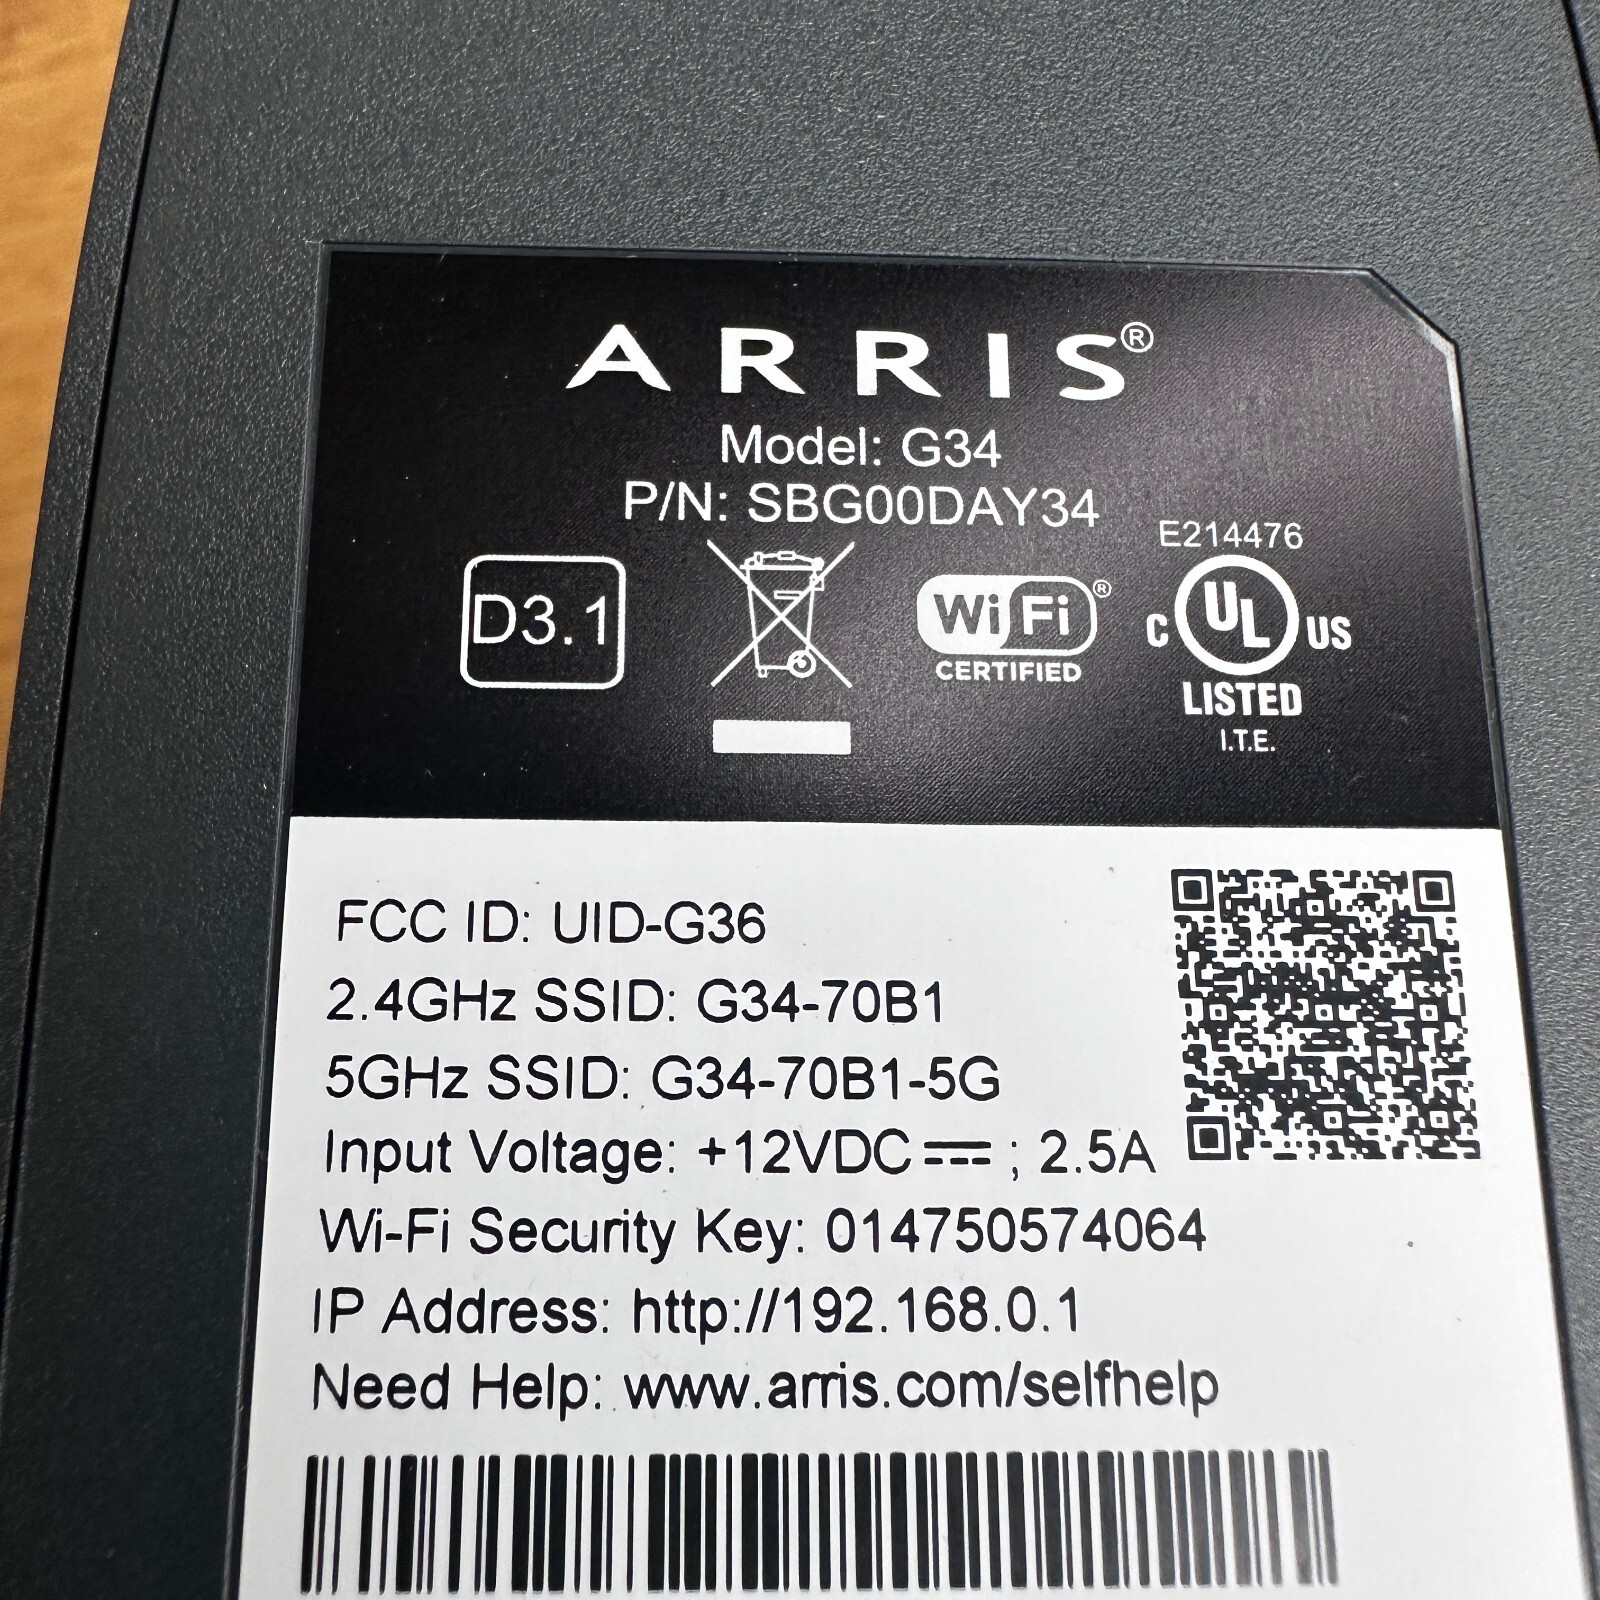 ARRIS®
Model: G34
P/N: SBG00DAY34
E214476
D3.1
WiFi®
CERTIFIED
C UL US
LISTED
I.T.E.
FCC ID: UID-G36
2.4GHz SSID: G34-70B1
5GHz SSID: G34-70B1-5G
Input Voltage: +12VDC⎓ ; 2.5A
Wi-Fi Security Key: 014750574064
IP Address: http://192.168.0.1
Need Help: www.arris.com/selfhelp